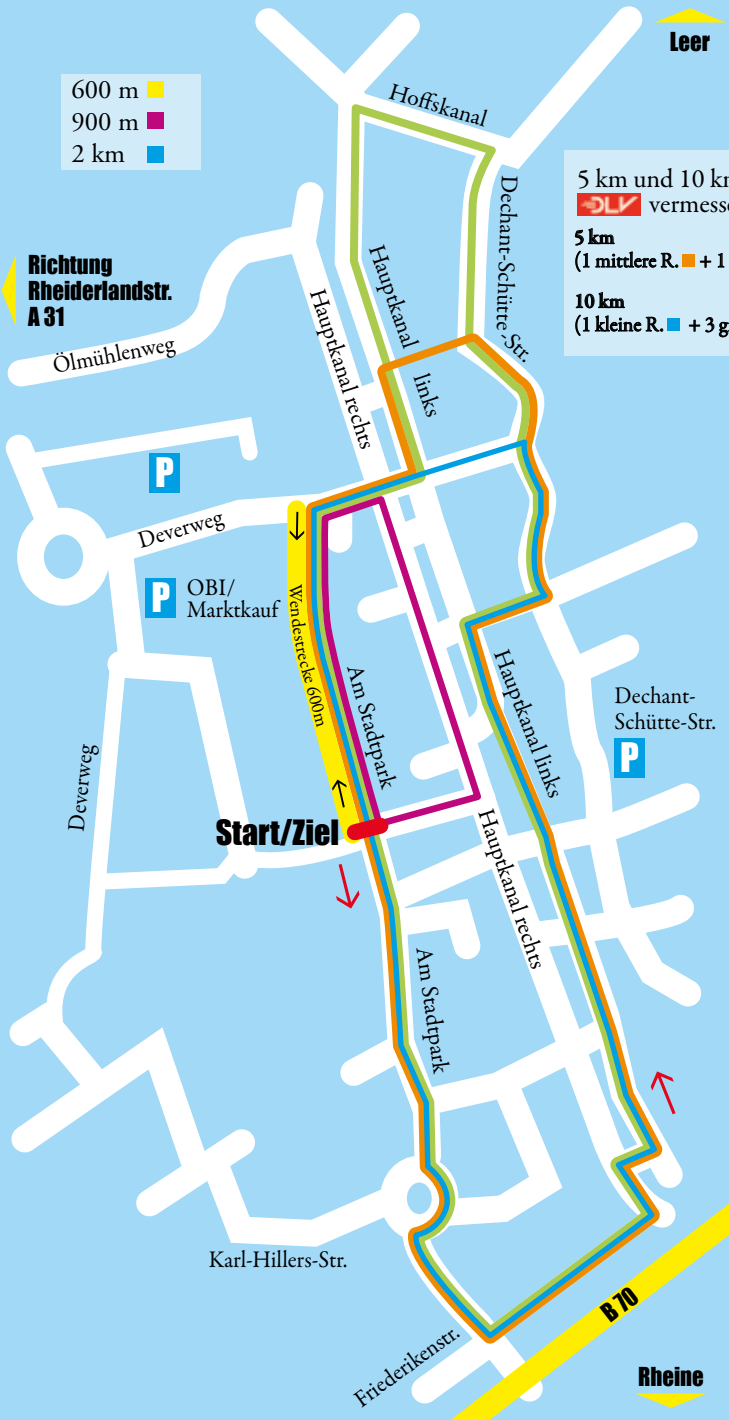 Leer
600 m
900 m
2 km
Hoffskanal
5 km und 10 km
DLV vermesse
5 km
(1 mittlere R. + 1
10 km
(1 kleine R. + 3 g
Dechant-Schütte-Str.
Richtung
Rheiderlandstr.
A 31
Hauptkanal
links
Hauptkanal rechts
Ölmühlenweg
P
Deverweg
P
OBI/
Marktkauf
Wendestrecke 600m
Am Stadtpark
Hauptkanal links
Dechant-
Schütte-Str.
P
Deverweg
Start/Ziel
Hauptkanal rechts
Am Stadtpark
Karl-Hillers-Str.
B 70
Friederikenstr.
Rheine